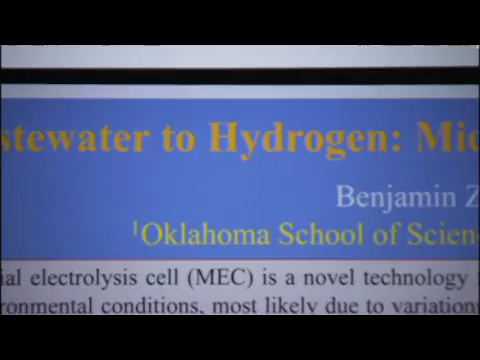 stewater to Hydrogen: Mic
Benjamin Z
¹Oklahoma School of Scien
ial electrolysis cell (MEC) is a novel technology
ronmental conditions, most likely due to variation